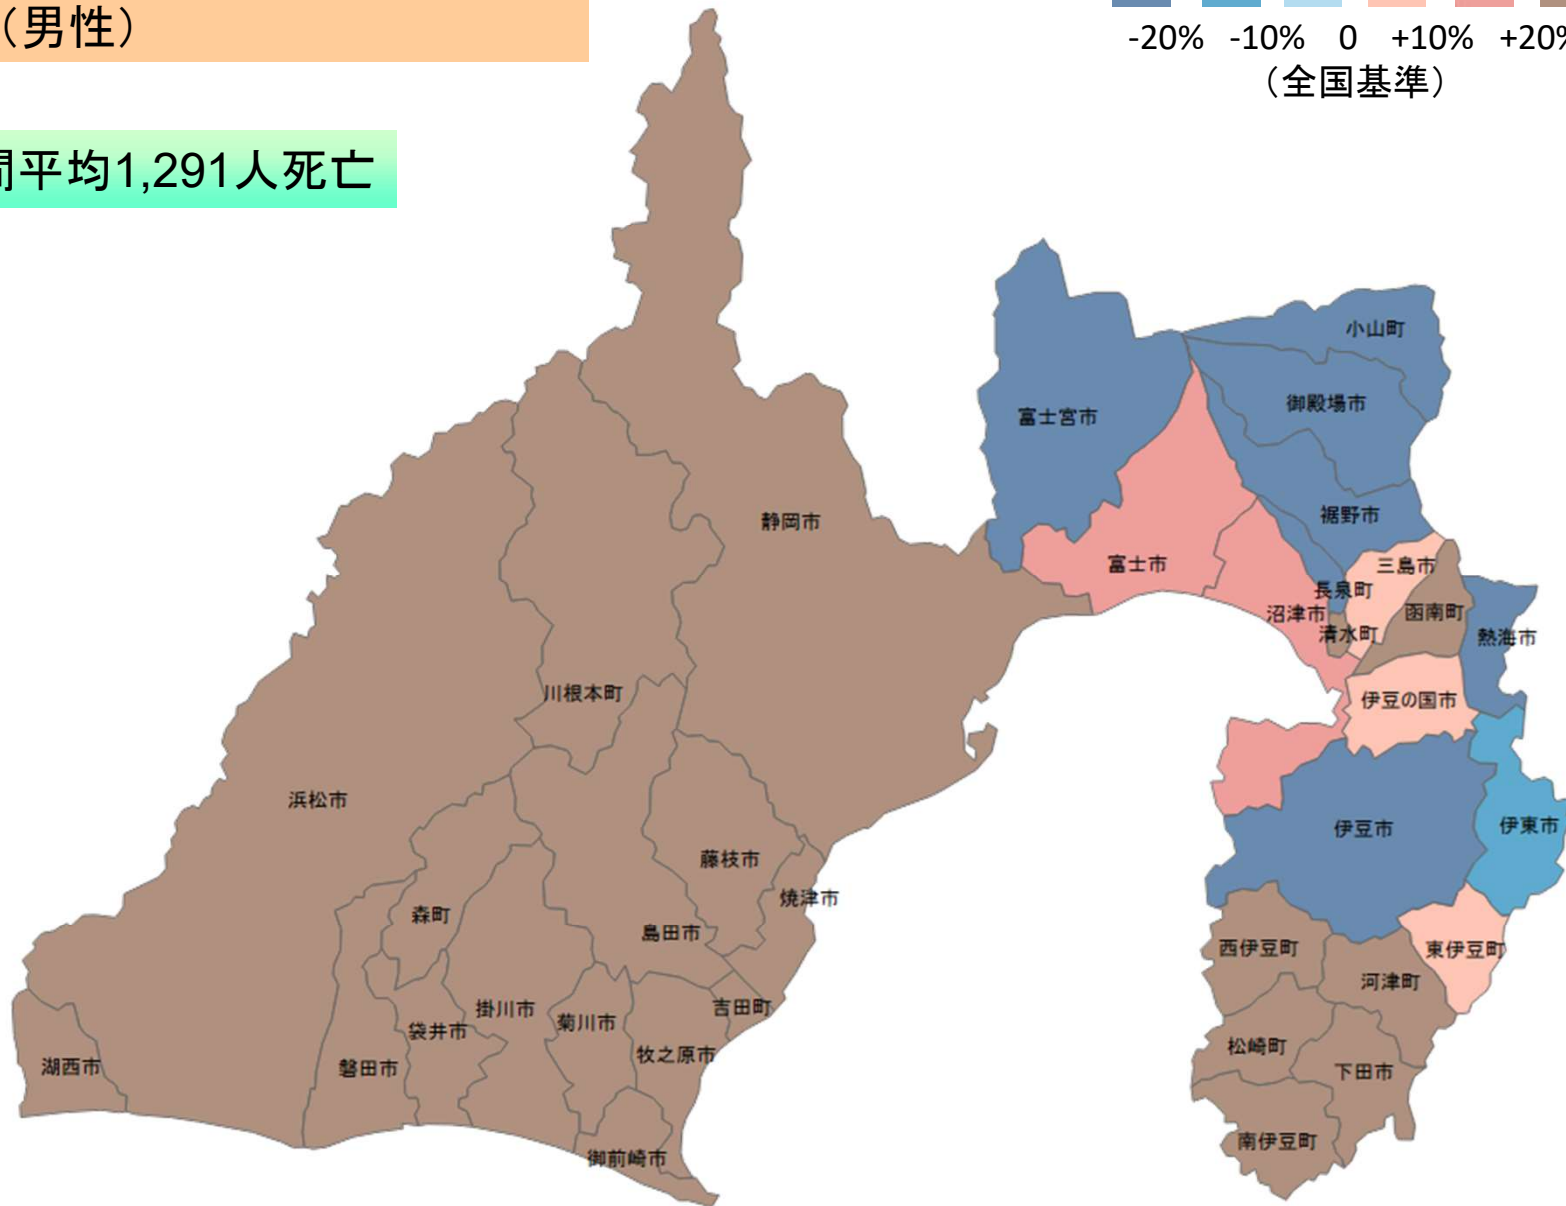 （男性）
-20% -10% 0 +10% +20%
（全国基準）
間平均1,291人死亡
小山町
御殿場市
富士宮市
裾野市
静岡市
富士市
三島市
長泉町
沼津市
函南町
清水町
熱海市
川根本町
伊豆の国市
浜松市
伊豆市
伊東市
藤枝市
焼津市
森町
島田市
西伊豆町
東伊豆町
河津町
掛川市
吉田町
菊川市
袋井市
牧之原市
松崎町
湖西市
磐田市
下田市
南伊豆町
御前崎市